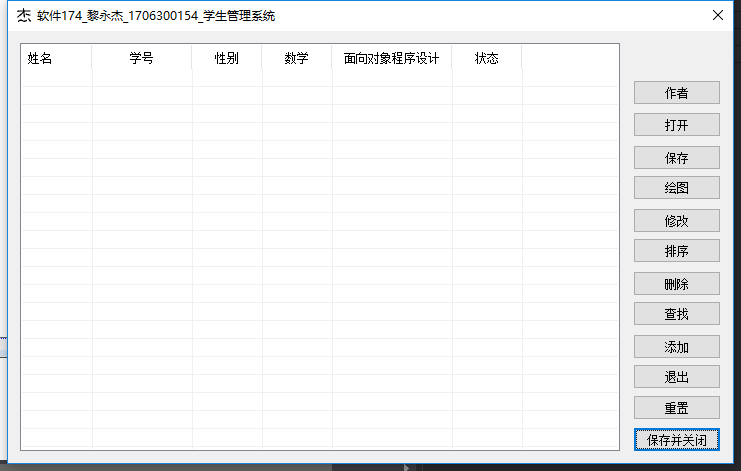 杰 软件174_黎永杰_1706300154_学生管理系统
姓名 学号 性别 数学 面向对象程序设计 状态
作者
打开
保存
绘图
修改
排序
删除
查找
添加
退出
重置
保存并关闭